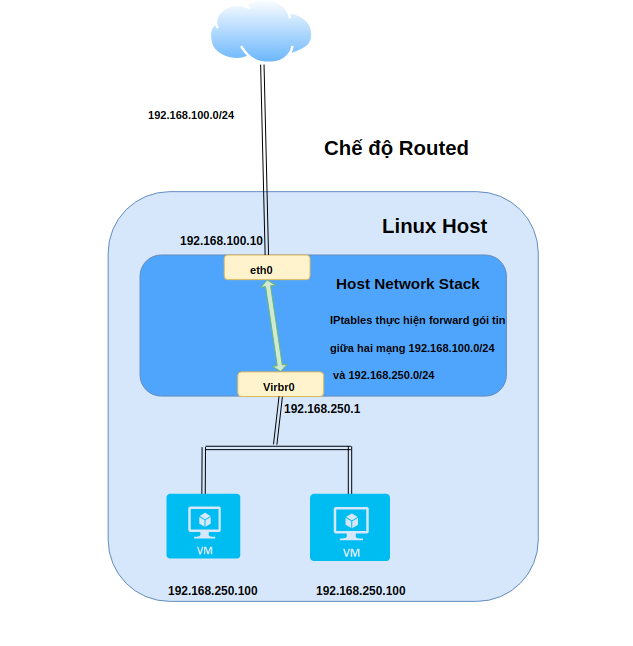 192.168.100.0/24
Chế độ Routed
Linux Host
192.168.100.10
eth0
Host Network Stack
IPtables thực hiện forward gói tin
giữa hai mạng 192.168.100.0/24
và 192.168.250.0/24
Virbr0
192.168.250.1
VM
VM
192.168.250.100
192.168.250.100